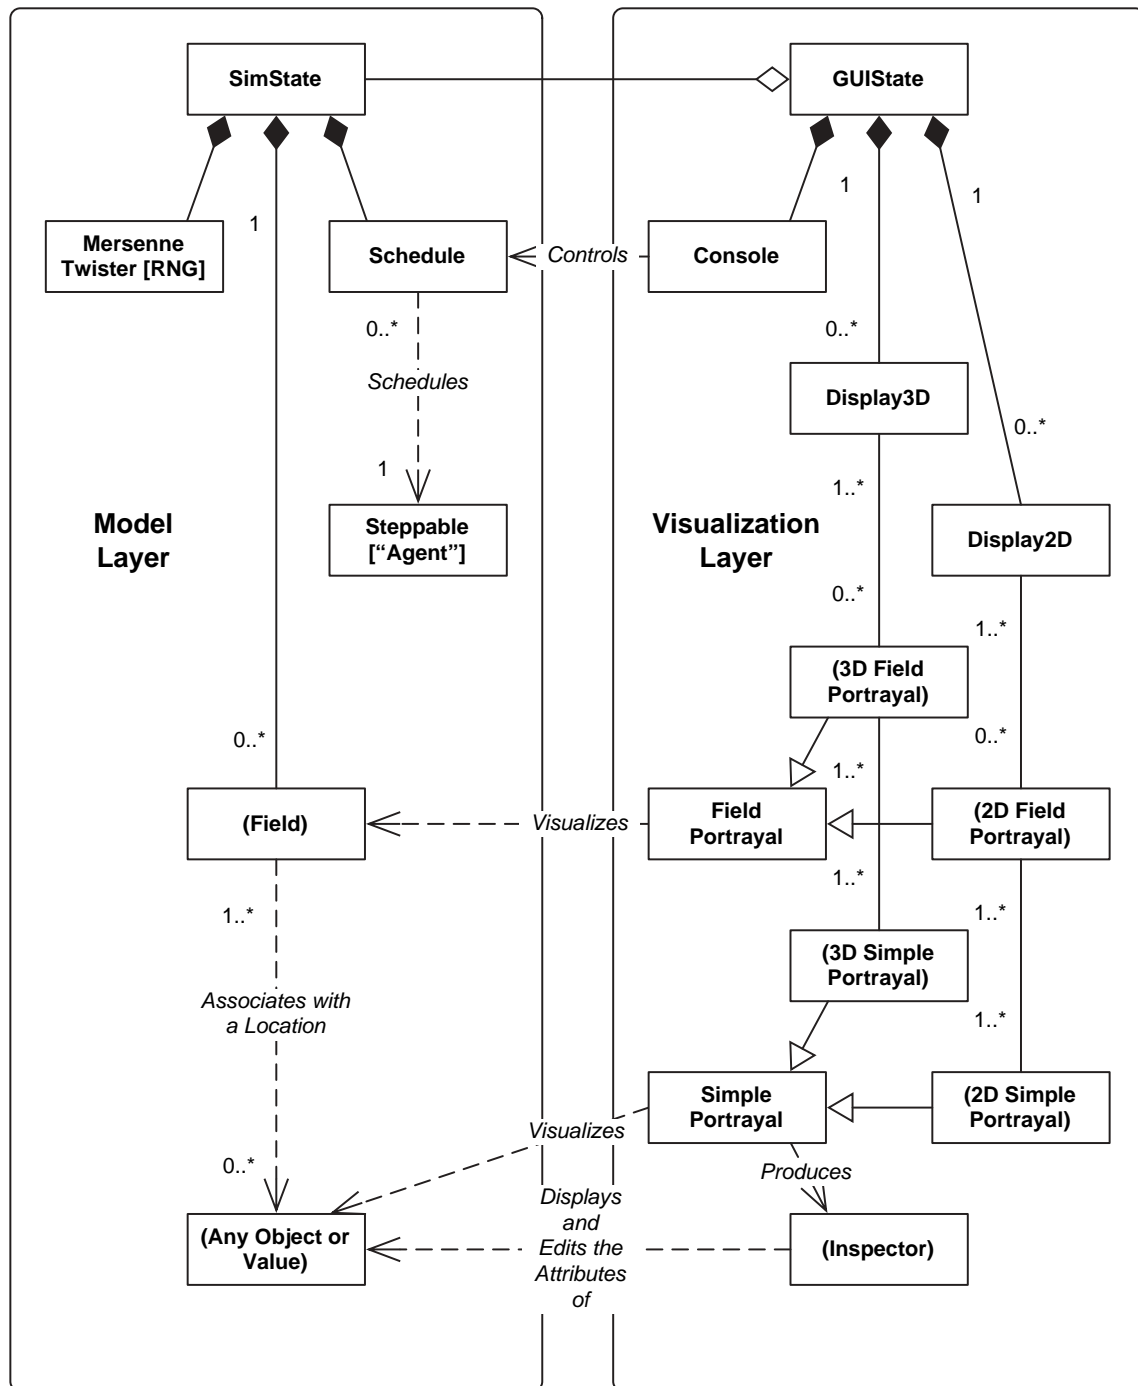 SimState
GUIState
1
1
1
Mersenne
Twister [RNG]
Schedule
Controls
Console
0..*
0..*
Schedules
Display3D
0..*
1
1..*
Model
Layer
Steppable
[“Agent”]
Visualization
Layer
Display2D
0..*
1..*
(3D Field
Portrayal)
0..*
0..*
1..*
(Field)
Visualizes
Field
Portrayal
(2D Field
Portrayal)
1..*
1..*
1..*
(3D Simple
Portrayal)
Associates with
a Location
1..*
Simple
Portrayal
(2D Simple
Portrayal)
Visualizes
0..*
Produces
Displays
and
Edits the
Attributes
of
(Any Object or
Value)
(Inspector)